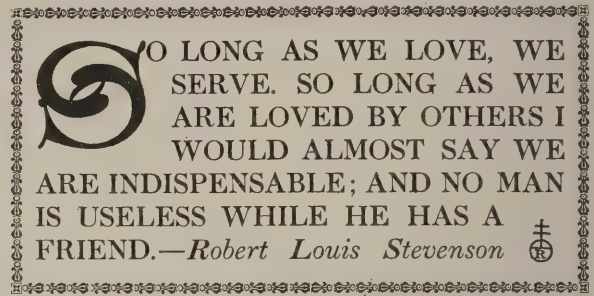 SO LONG AS WE LOVE, WE
SERVE. SO LONG AS WE
ARE LOVED BY OTHERS I
WOULD ALMOST SAY WE
ARE INDISPENSABLE; AND NO MAN
IS USELESS WHILE HE HAS A
FRIEND.—Robert Louis Stevenson
R